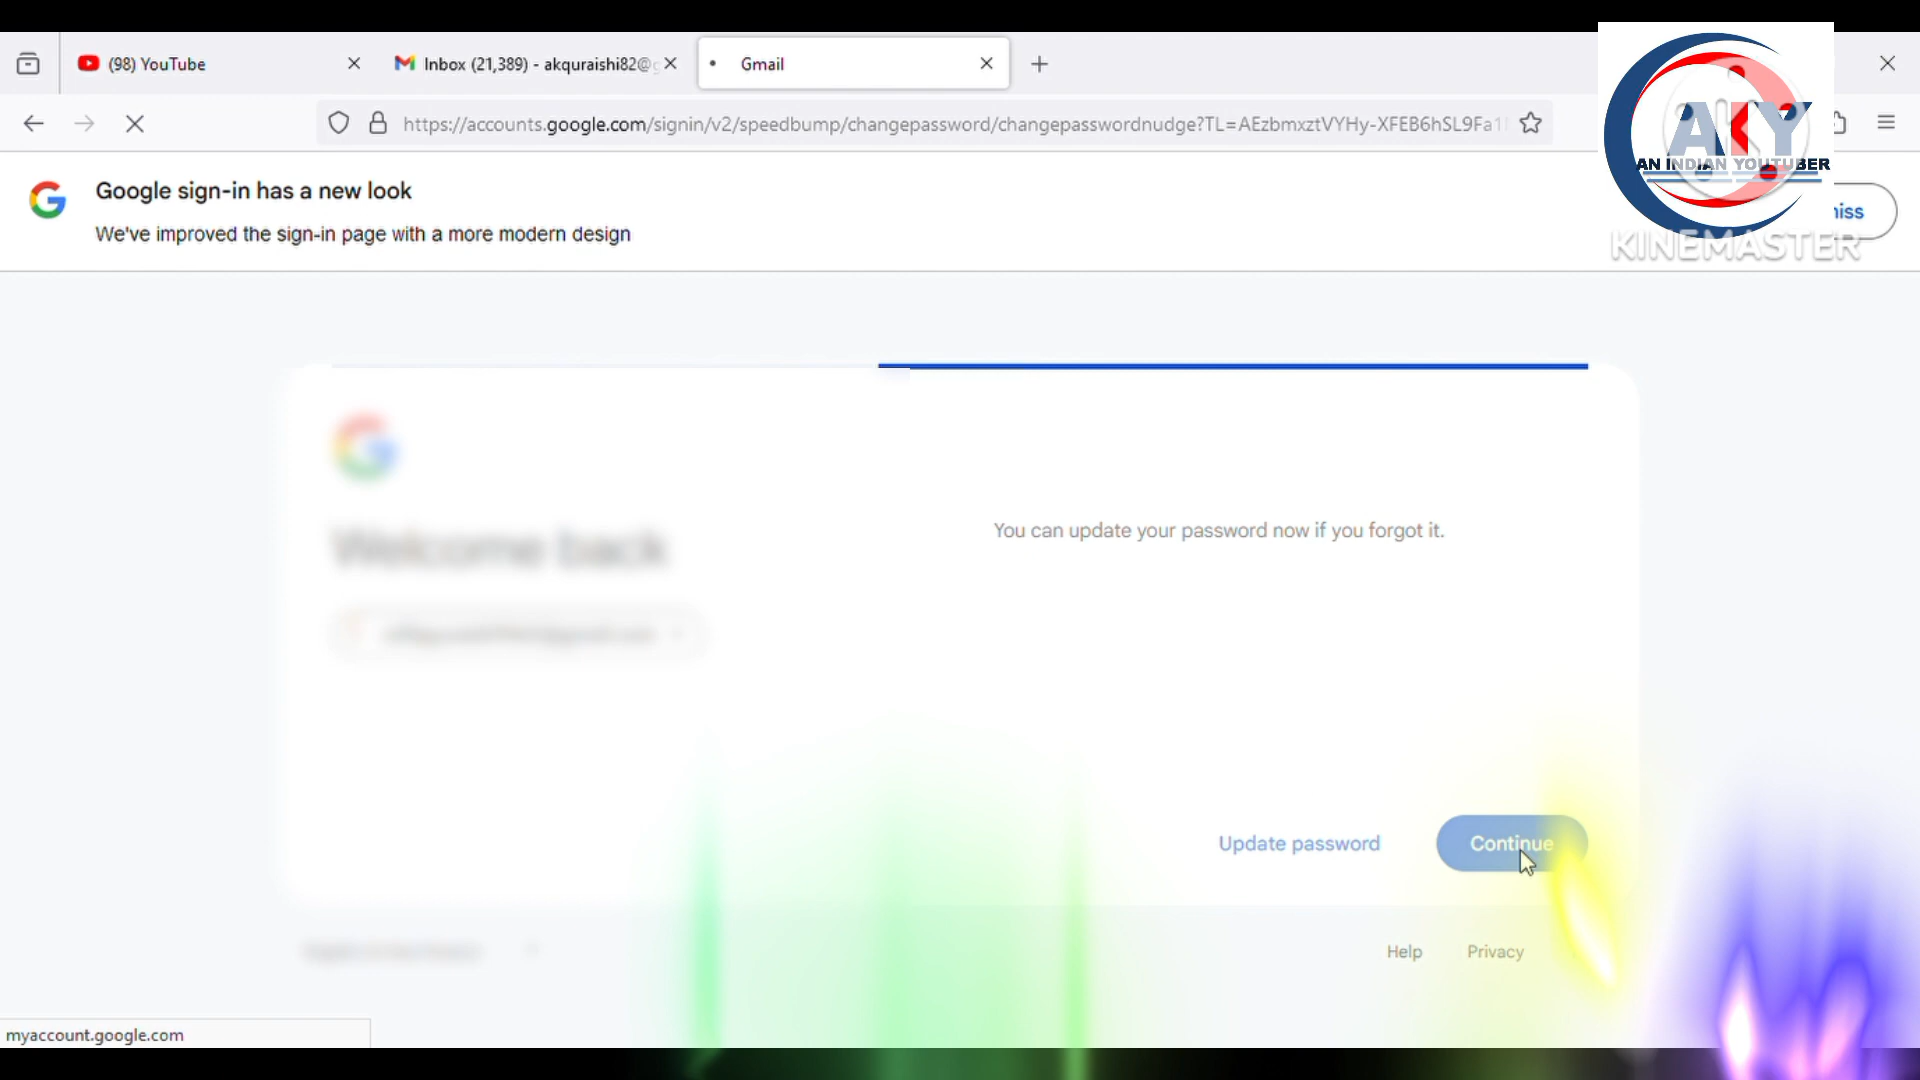 (98) YouTube
Inbox (21,389) - akquraishi82@
Gmail
https://accounts.google.com/signin/v2/speedbump/changepassword/changepasswordnudge?TL=AEzbmxztVYHy-XFEB6hSL9Fa1
AKY
AN INDIAN YOUTUBER
KINEMASTER
Google sign-in has a new look
We've improved the sign-in page with a more modern design
Welcome back
You can update your password now if you forgot it.
Update password
Continue
Help
Privacy
myaccount.google.com